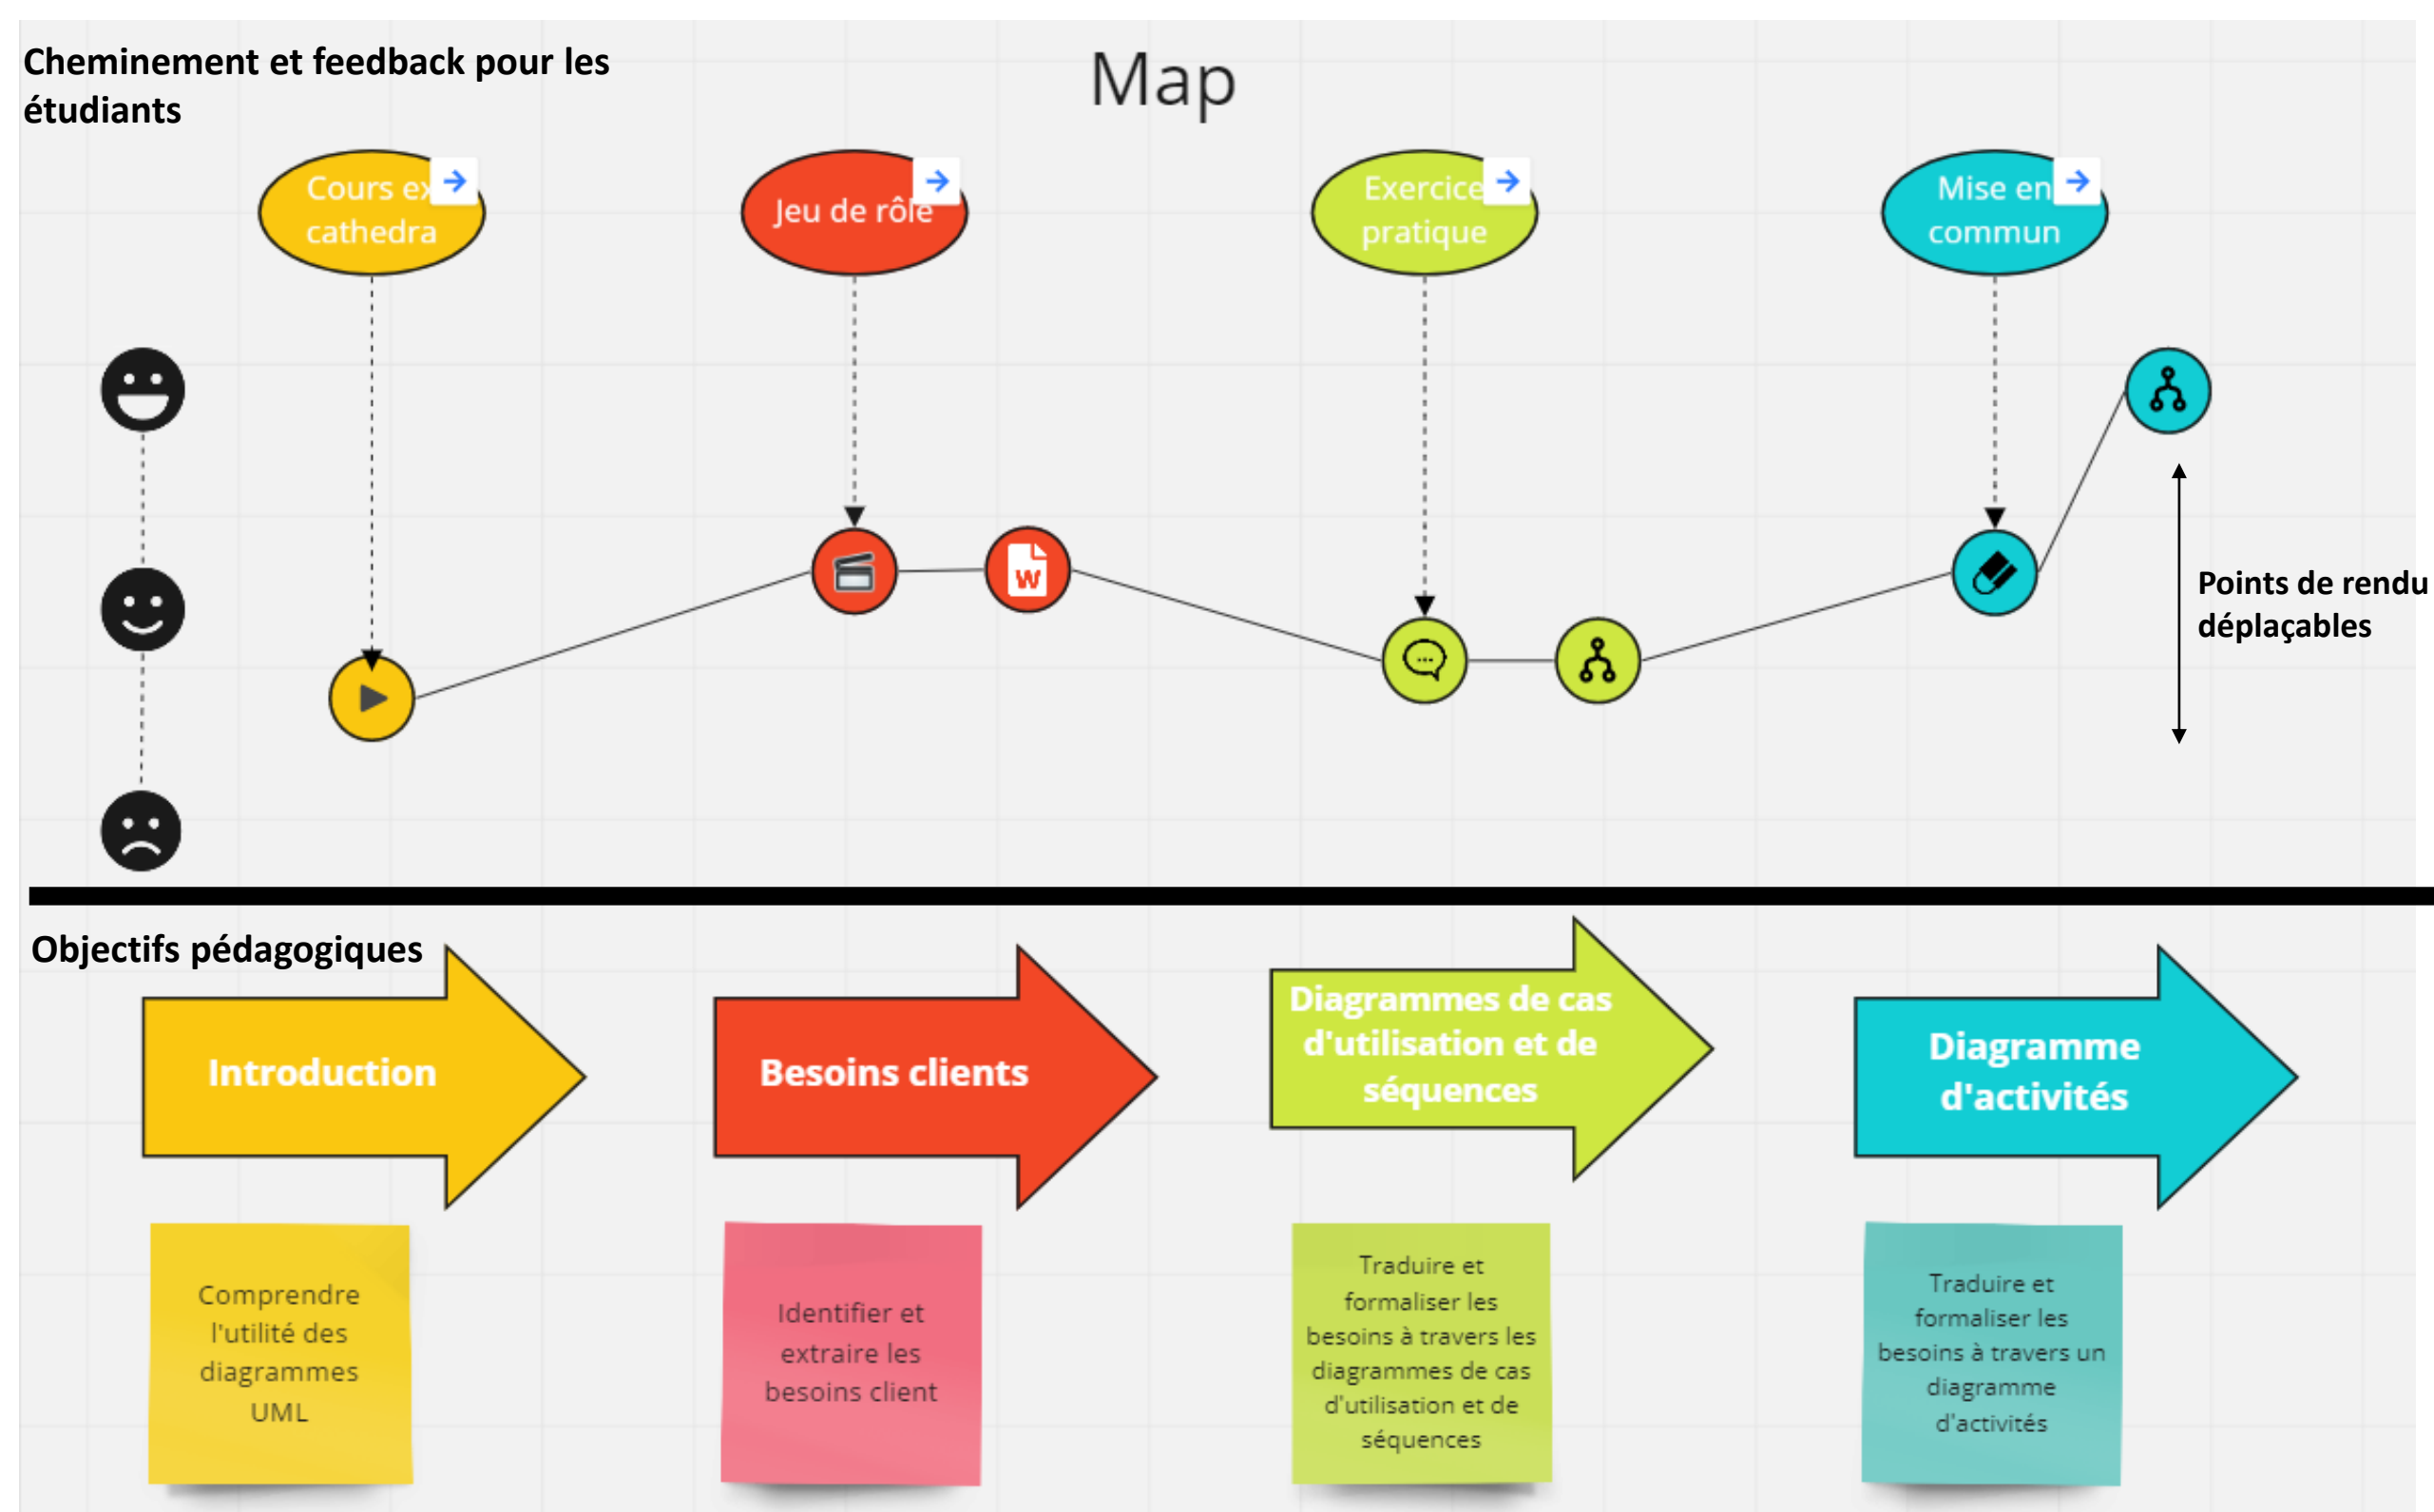 Cheminement et feedback pour les
étudiants
Map
Cours ex
cathedra
Jeu de rôle
Exercice
pratique
Mise en
commun
W
Points de rendu
déplaçables
Objectifs pédagogiques
Introduction
Besoins clients
Diagrammes de cas
d'utilisation et de
séquences
Diagramme
d'activités
Comprendre
l'utilité des
diagrammes
UML
Identifier et
extraire les
besoins client
Traduire et
formaliser les
besoins à travers les
diagrammes de cas
d'utilisation et de
séquences
Traduire et
formaliser les
besoins à travers un
diagramme
d'activités